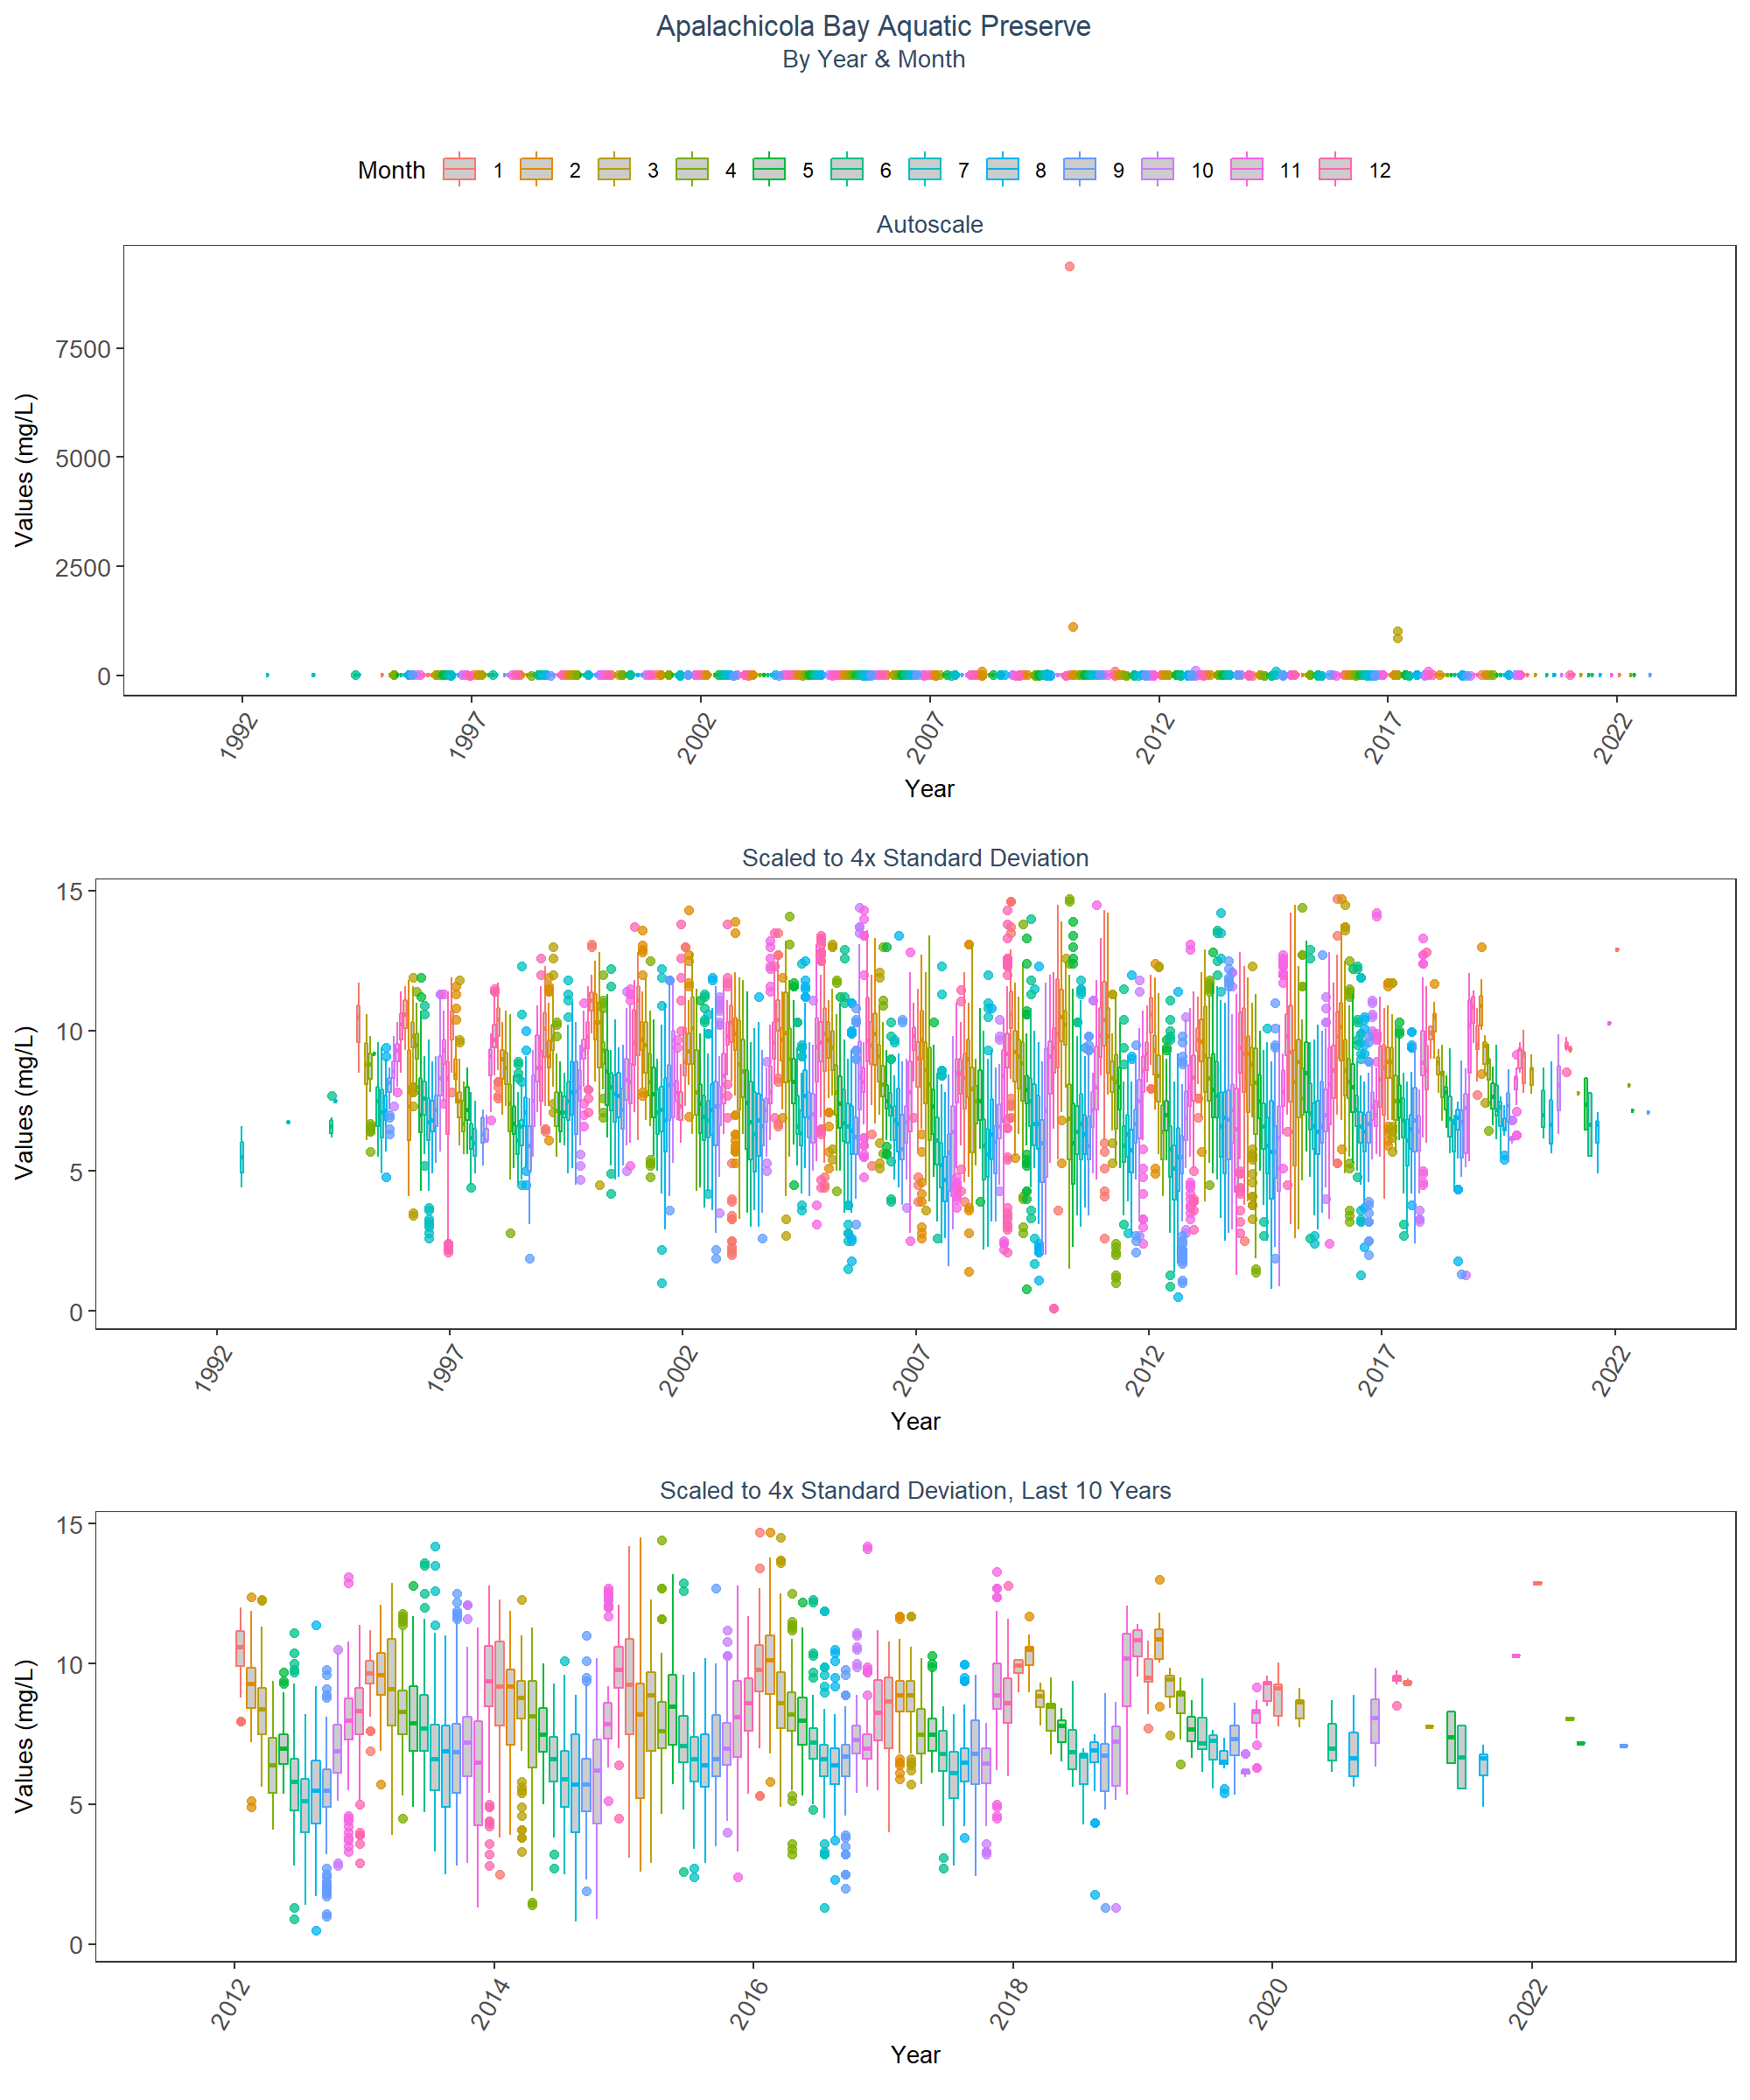 Apalachicola Bay Aquatic Preserve
By Year & Month
Month 1 2 3 4 5 6 7 8 9 10 11 12
Autoscale
Values (mg/L)
7500
5000
2500
0
1992 1997 2002 2007 2012 2017 2022
Year
Scaled to 4x Standard Deviation
Values (mg/L)
15
10
5
0
1992 1997 2002 2007 2012 2017 2022
Year
Scaled to 4x Standard Deviation, Last 10 Years
Values (mg/L)
15
10
5
0
2012 2014 2016 2018 2020 2022
Year